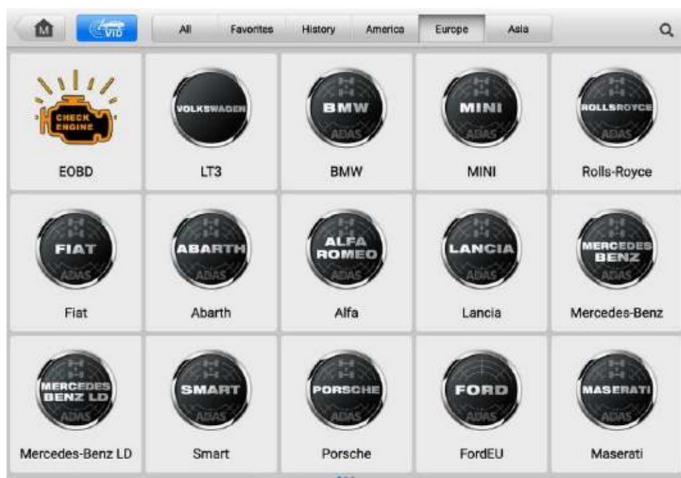 M
VID
All
Favorites
History
America
Europe
Asia
CHECK
ENGINE
EOBD
VOLKSWAGEN
LT3
BMW
ADAS
BMW
MINI
ADAS
MINI
ROLLSROYCE
ADAS
Rolls-Royce
FIAT
ADAS
Fiat
ABARTH
ADAS
Abarth
ALFA
ROMEO
ADAS
Alfa
LANCIA
ADAS
Lancia
MERCEDES
BENZ
ADAS
Mercedes-Benz
MERCEDES
BENZ LD
ADAS
Mercedes-Benz LD
SMART
ADAS
Smart
PORSCHE
ADAS
Porsche
FORD
ADAS
FordEU
MASERATI
ADAS
Maserati